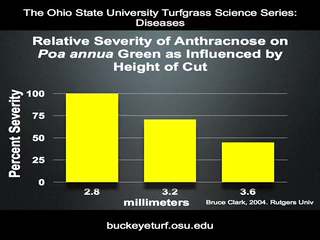 The Ohio State University Turfgrass Science Series:
Diseases
Relative Severity of Anthracnose on
Poa annua Green as Influenced by
Height of Cut
Percent Severity
100
75
50
25
0
2.8 3.2 3.6
millimeters
Bruce Clark, 2004. Rutgers Univ
buckeyeturf.osu.edu